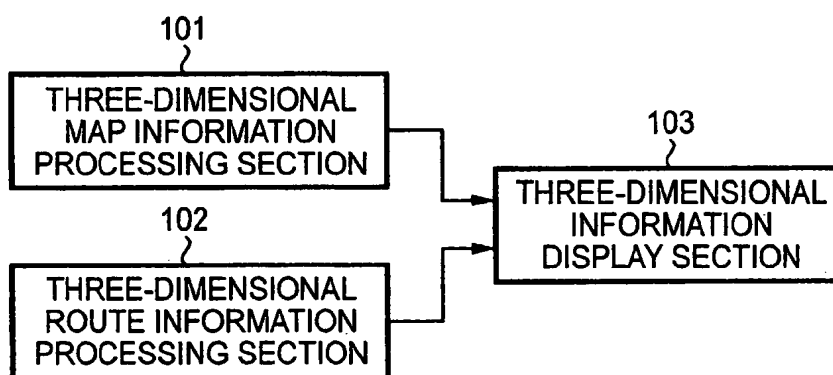 101
THREE-DIMENSIONAL
MAP INFORMATION
PROCESSING SECTION
102
THREE-DIMENSIONAL
ROUTE INFORMATION
PROCESSING SECTION
103
THREE-DIMENSIONAL
INFORMATION
DISPLAY SECTION